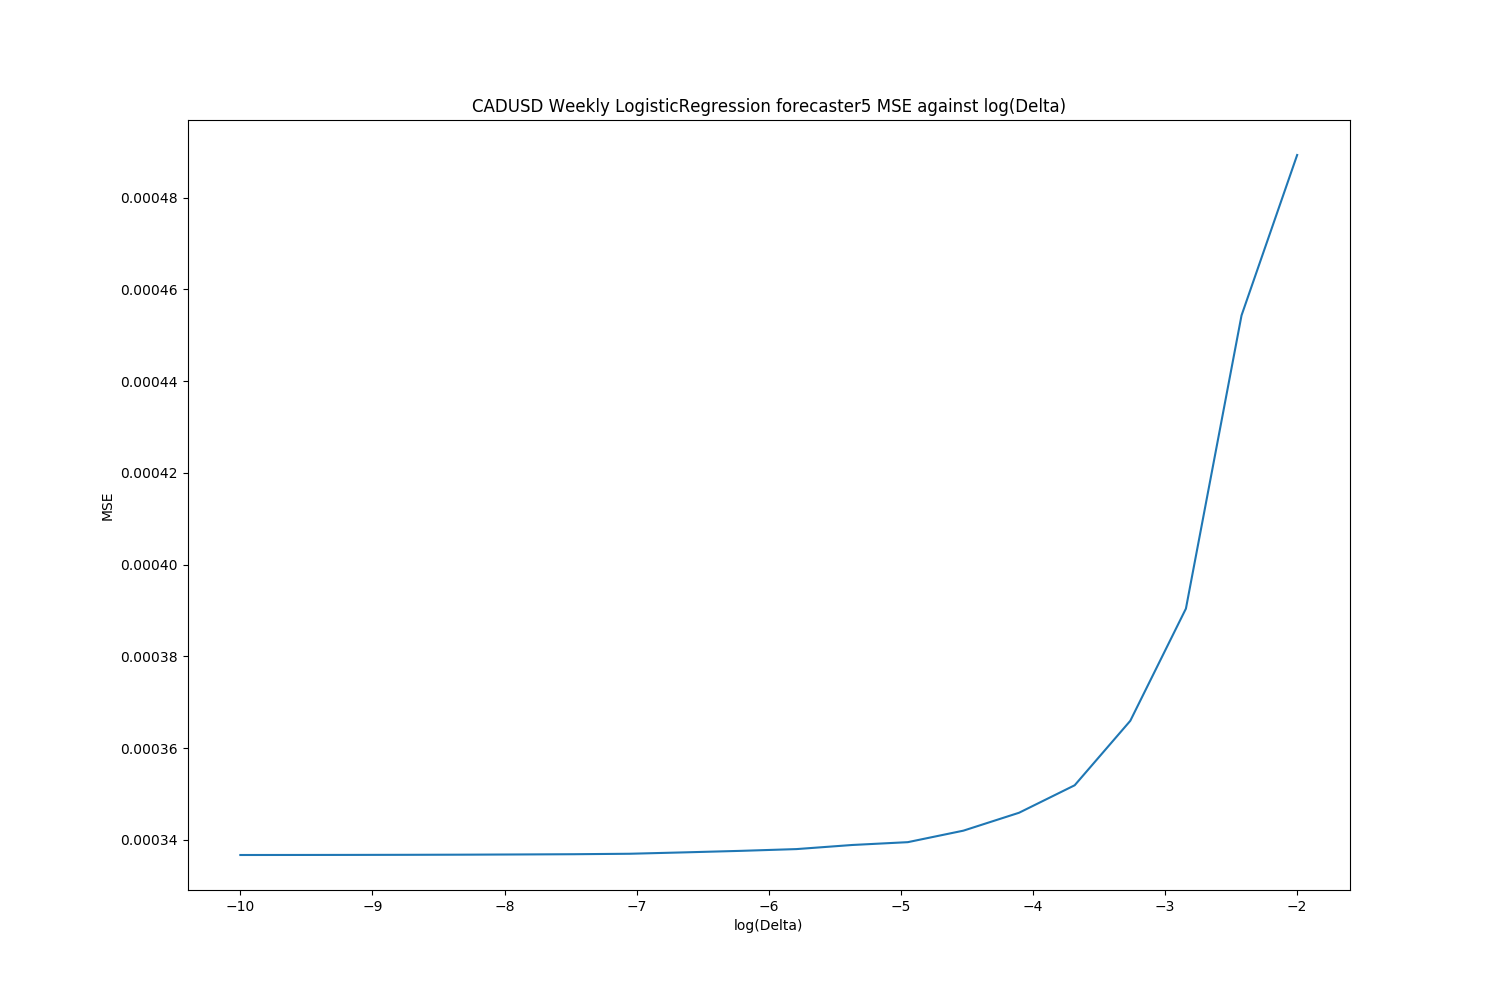 CADUSD Weekly LogisticRegression forecaster5 MSE against log(Delta)
0.00048
0.00046
0.00044
0.00042
0.00040
0.00038
0.00036
0.00034
MSE
−10 −9 −8 −7 −6 −5 −4 −3 −2
log(Delta)